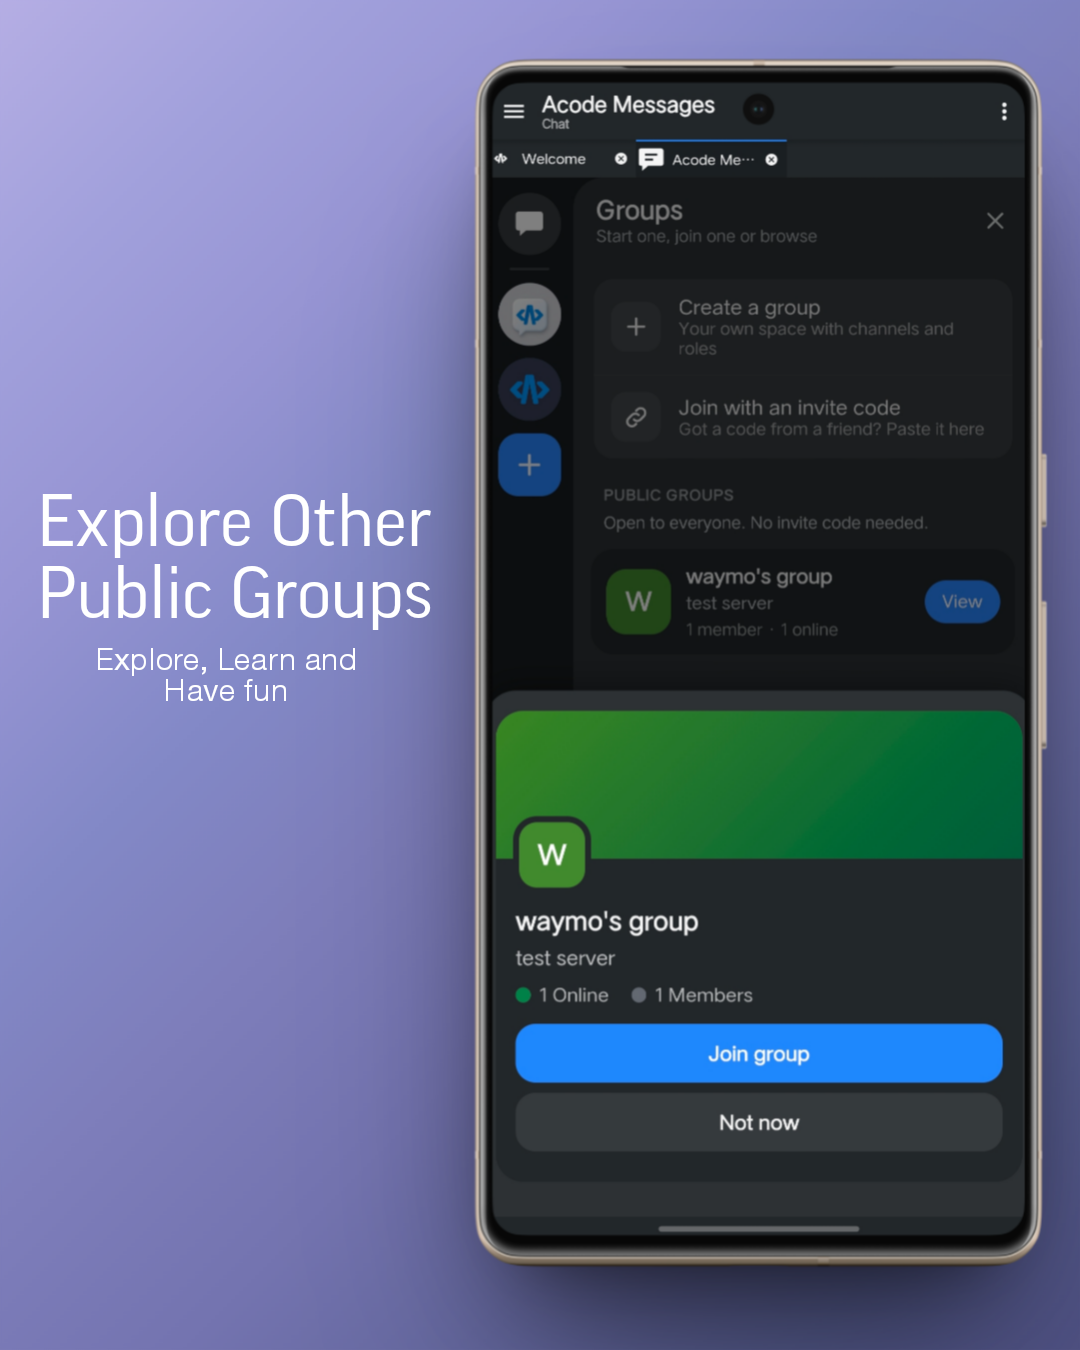 Explore Other
Public Groups
Explore, Learn and
Have fun
Acode Messages
Chat
Welcome
Acode Me···
Groups
Start one, join one or browse
Create a group
Your own space with channels and
roles
Join with an invite code
Got a code from a friend? Paste it here
PUBLIC GROUPS
Open to everyone. No invite code needed.
W
waymo's group
test server
1 member · 1 online
View
W
waymo's group
test server
1 Online
1 Members
Join group
Not now